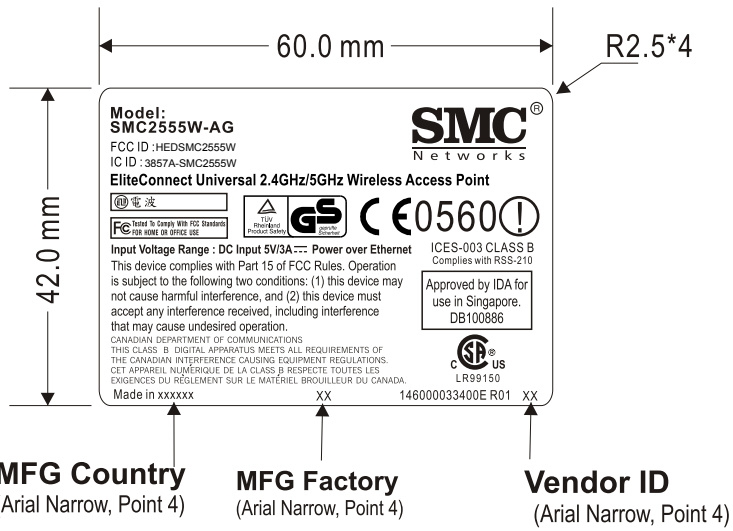 60.0 mm
R2.5*4
42.0 mm
Model:
SMC2555W-AG
FCC ID : HEDSMC2555W
IC ID : 3857A-SMC2555W
SMC®
Networks
EliteConnect Universal 2.4GHz/5GHz Wireless Access Point
電波
FC Tested To Comply With FCC Standards
FOR HOME OR OFFICE USE
TÜV
Rheinland
Product Safety
GS
geprüfte
Sicherheit
CE0560!
Input Voltage Range : DC Input 5V/3A Power over Ethernet
ICES-003 CLASS B
Complies with RSS-210
This device complies with Part 15 of FCC Rules. Operation
is subject to the following two conditions: (1) this device may
not cause harmful interference, and (2) this device must
accept any interference received, including interference
that may cause undesired operation.
Approved by IDA for
use in Singapore.
DB100886
CANADIAN DEPARTMENT OF COMMUNICATIONS
THIS CLASS B DIGITAL APPARATUS MEETS ALL REQUIREMENTS OF
THE CANADIAN INTERFERENCE CAUSING EQUIPMENT REGULATIONS.
CET APPAREIL NUMÉRIQUE DE LA CLASS B RESPECTE TOUTES LES
EXIGENCES DU RÈGLEMENT SUR LE MATÉRIEL BROUILLEUR DU CANADA.
C SA® US
LR99150
Made in xxxxxx
XX
146000033400E R01 XX
MFG Country
(Arial Narrow, Point 4)
MFG Factory
(Arial Narrow, Point 4)
Vendor ID
(Arial Narrow, Point 4)